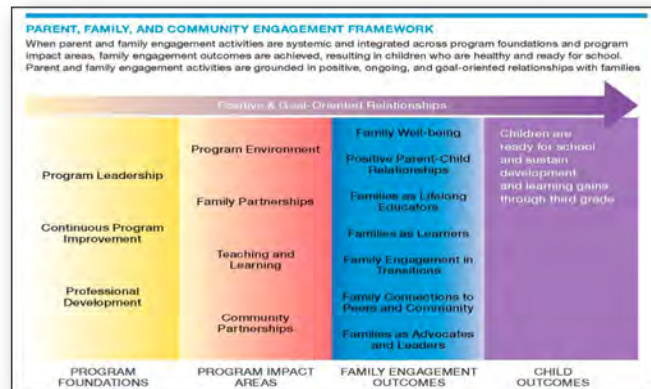 PARENT, FAMILY, AND COMMUNITY ENGAGEMENT FRAMEWORK
When parent and family engagement activities are systemic and integrated across program foundations and program
impact areas, family engagement outcomes are achieved, resulting in children who are healthy and ready for school.
Parent and family engagement activities are grounded in positive, ongoing, and goal-oriented relationships with families
Positive & Goal-Oriented Relationships
Program Leadership
Continuous Program
Improvement
Professional
Development
PROGRAM
FOUNDATIONS
Program Environment
Family Partnerships
Teaching and
Learning
Community
Partnerships
PROGRAM IMPACT
AREAS
Family Well-being
Positive Parent-Child
Relationships
Families as Lifelong
Educators
Families as Learners
Family Engagement in
Transitions
Family Connections to
Peers and Community
Families as Advocates
and Leaders
FAMILY ENGAGEMENT
OUTCOMES
Children are
ready for school
and sustain
development
and learning gains
through third grade
CHILD
OUTCOMES